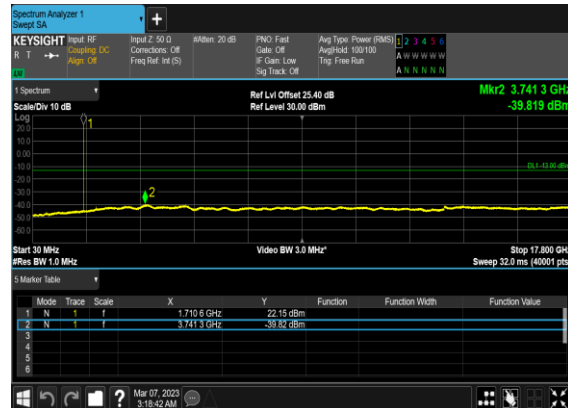 Spectrum Analyzer 1
Swept SA
+
KEYSIGHT Input: RF Input Z: 50 Ω #Atten: 20 dB PNO: Fast Avg Type: Power (RMS) 1 2 3 4 5 6
R T Coupling: DC Corrections: Off Gate: Off Avg|Hold: 100/100 A W W W W W
Align: Off Freq Ref: Int (S) IF Gain: Low Trig: Free Run
Sig Track: Off A N N N N N
1 Spectrum Ref Lvl Offset 25.40 dB Mkr2 3.741 3 GHz
Scale/Div 10 dB Ref Level 30.00 dBm -39.819 dBm
Log 1
20.0
10.0
0.00
-10.0 DL1 -13.00 dBm
-20.0
-30.0 2
-40.0
-50.0
-60.0
Start 30 MHz Video BW 3.0 MHz* Stop 17.800 GHz
#Res BW 1.0 MHz Sweep 32.0 ms (40001 pts)
5 Marker Table
Mode Trace Scale X Y Function Function Width Function Value
1 N 1 f 1.710 6 GHz 22.15 dBm
2 N 1 f 3.741 3 GHz -39.82 dBm
3
4
5
6
? Mar 07, 2023
3:18:42 AM